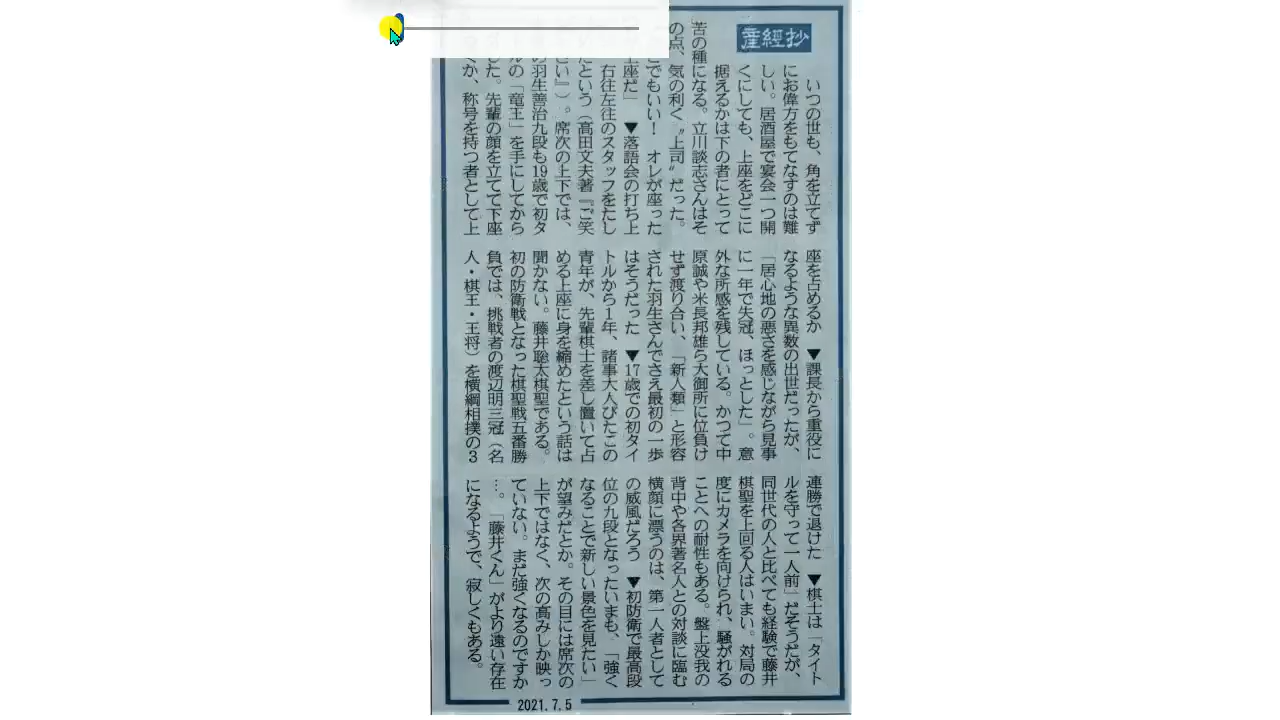 産経抄
いつの世も、角を立てず
にお偉方をもてなすのは難
しい。居酒屋で宴会一つ開
くにしても、上座をどこに
据えるかは下の者にとって
苦の種になる。立川談志さんはそ
の点、気の利く〝上司〟だった。
でもいい！　オレが座った
座だ」　▼落語会の打ち上
右往左往のスタッフをたし
という（高田文夫著『ご笑
い』）。席次の上下では、
羽生善治九段も19歳で初タ
ルの「竜王」を手にしてから
た。先輩の顔を立てて下座
か、称号を持つ者として上
座を占めるか　▼課長から重役に
なるような異数の出世だったが、
「居心地の悪さを感じながら見事
に一年で失冠、ほっとした」。意
外な所感を残している。かつて中
原誠や米長邦雄ら大御所に位負け
せず渡り合い、「新人類」と形容
された羽生さんでさえ最初の一歩
はそうだった　▼17歳での初タイ
トルから１年、諸事大人びたこの
青年が、先輩棋士を差し置いて占
める上座に身を縮めたという話は
聞かない。藤井聡太棋聖である。
初の防衛戦となった棋聖戦五番勝
負では、挑戦者の渡辺明三冠（名
人・棋王・王将）を横綱相撲の３
連勝で退けた　▼棋士は「タイト
ルを守って一人前」だそうだが、
同世代の人と比べても経験で藤井
棋聖を上回る人はいまい。対局の
度にカメラを向けられ、騒がれる
ことへの耐性もある。盤上没我の
背中や各界著名人との対談に臨む
横顔に漂うのは、第一人者として
の威風だろう　▼初防衛で最高段
位の九段となったいまも、「強く
なることで新しい景色を見たい」
が望みだとか。その目には席次の
上下ではなく、次の高みしか映っ
ていない。まだ強くなるのですか
…。「藤井くん」がより遠い存在
になるようで、寂しくもある。
2021.7.5